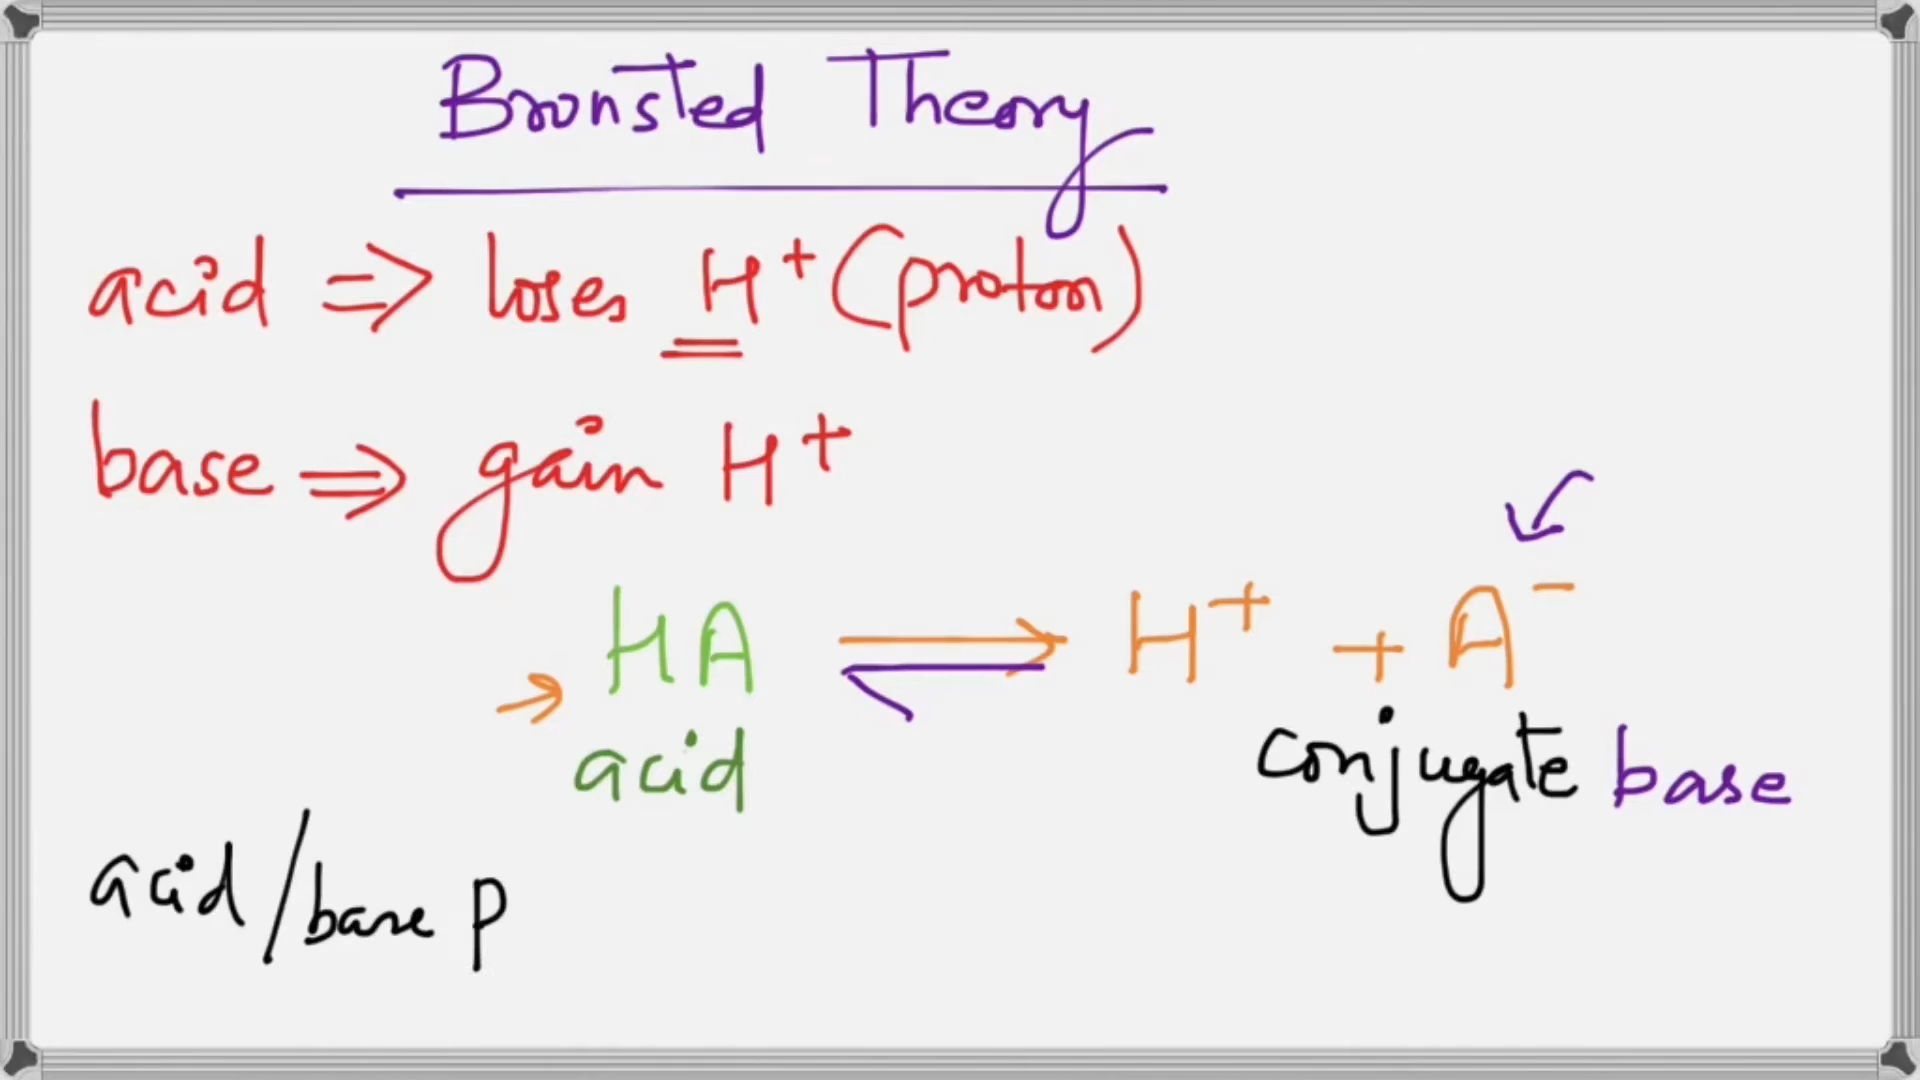 Bronsted Theory
acid ⇒ loses H⁺ (proton)
base ⇒ gain H⁺
HA ⇌ H⁺ + A⁻
acid conjugate base
acid/base p